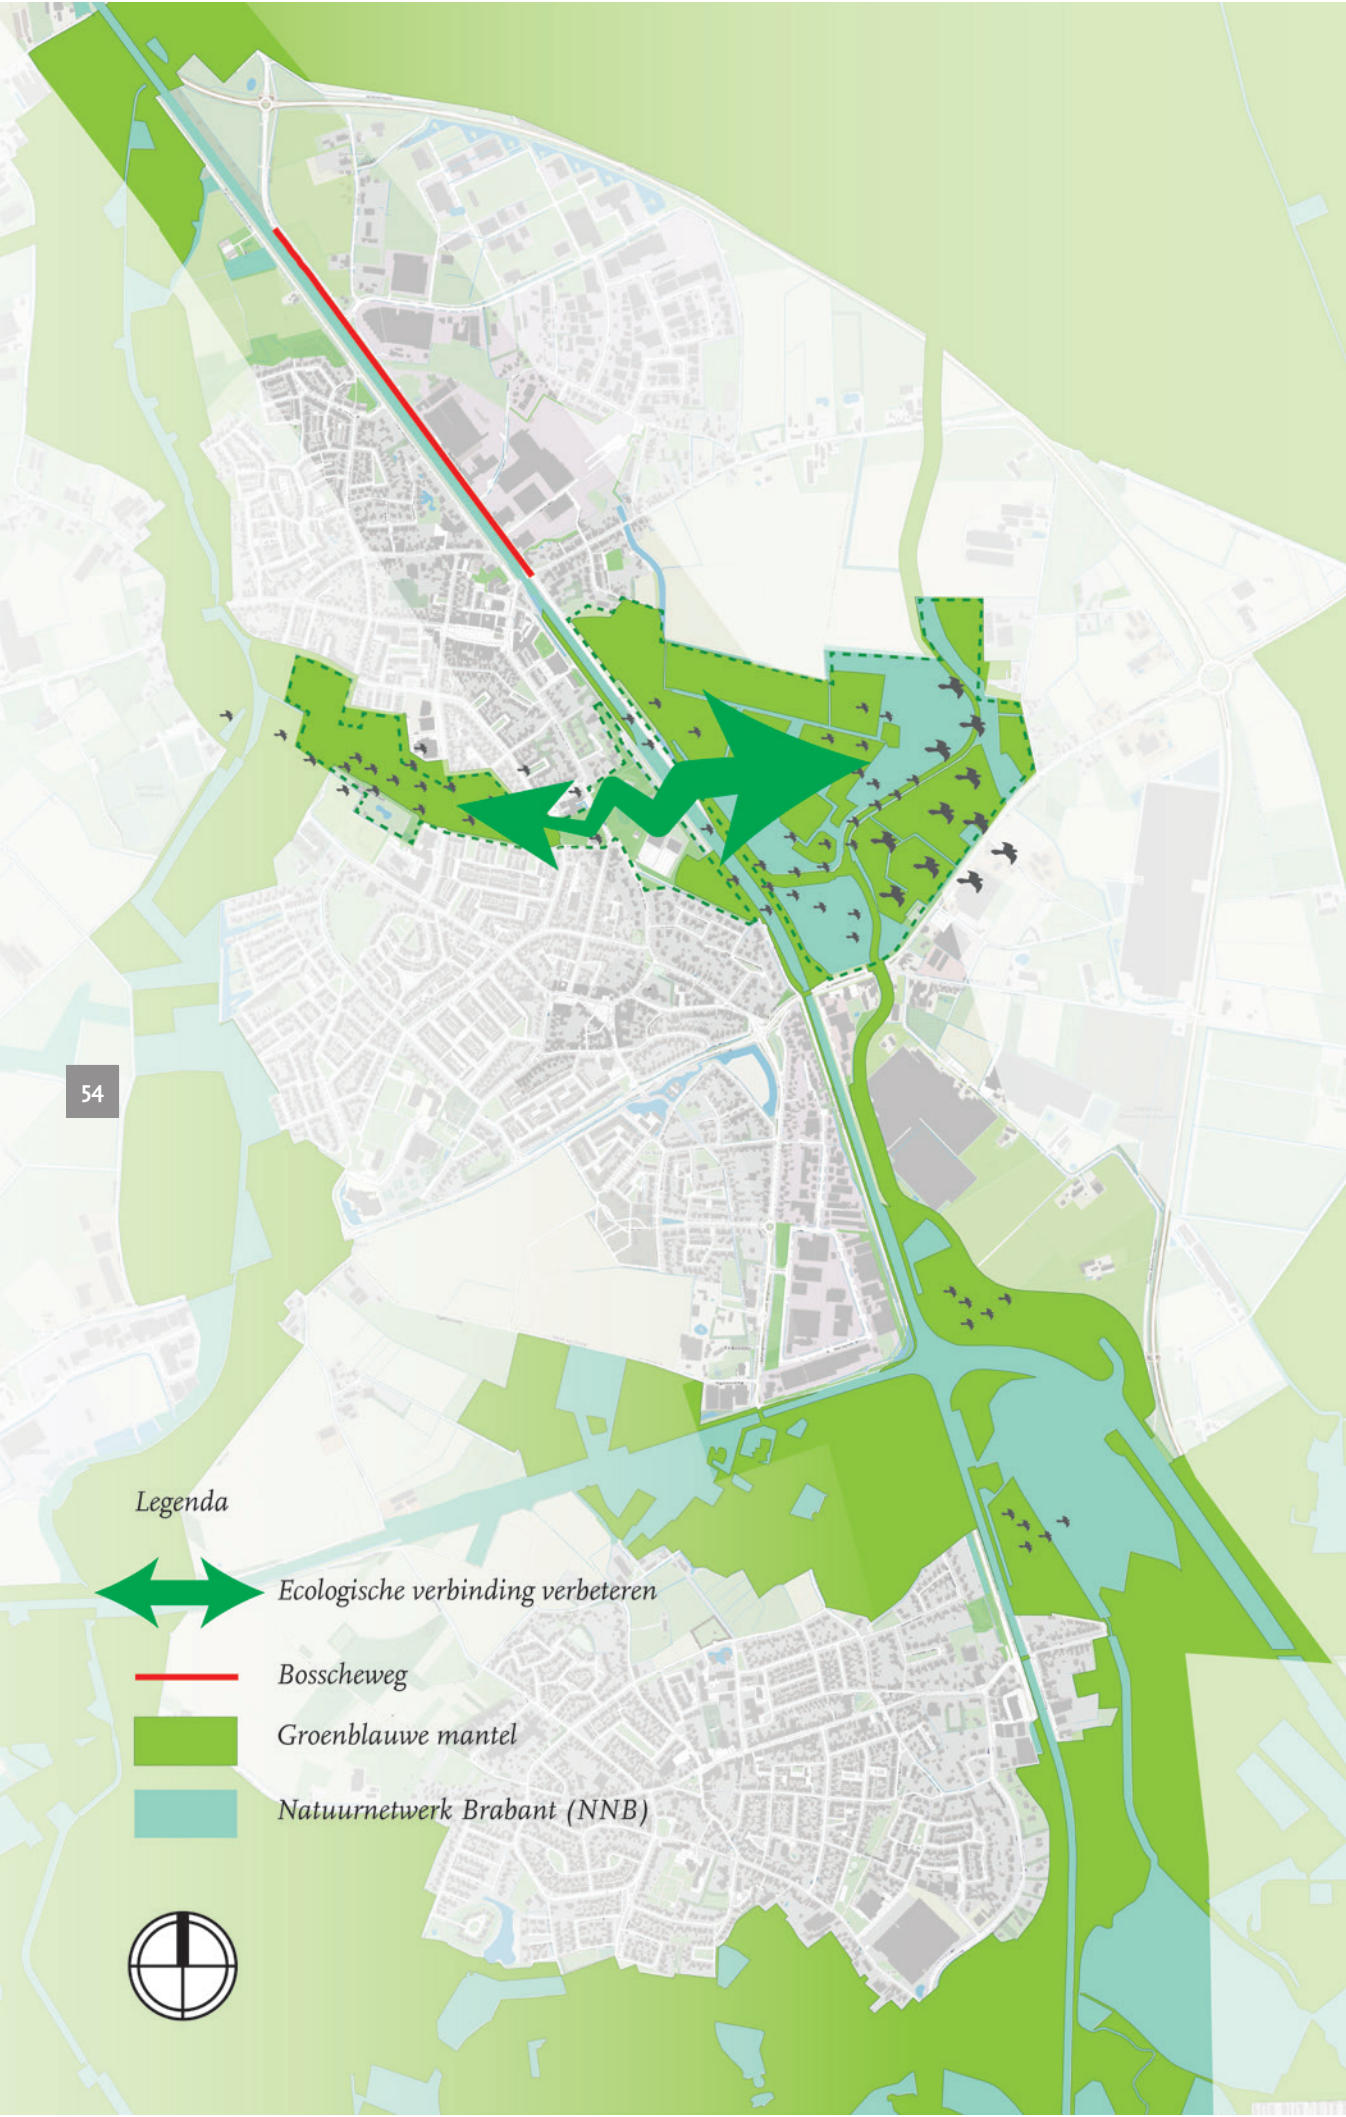 54
Legenda
Ecologische verbinding verbeteren
Bosscheweg
Groenblauwe mantel
Natuurnetwerk Brabant (NNB)